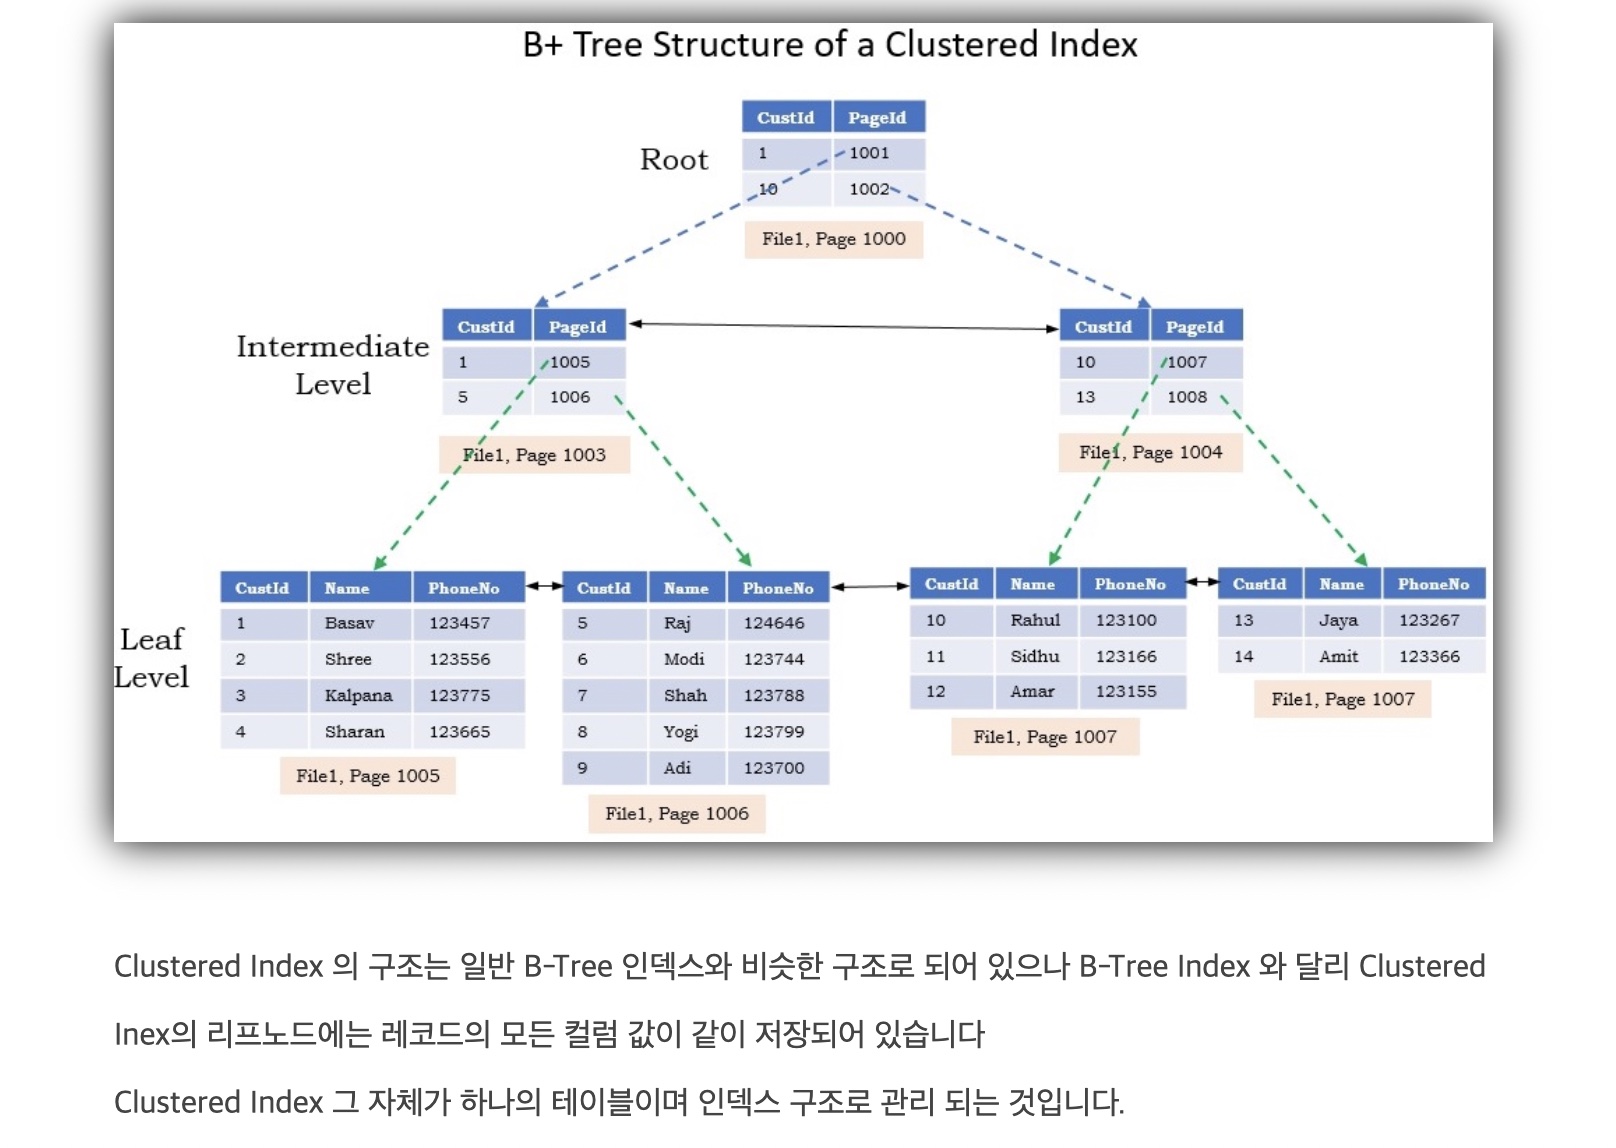 B+ Tree Structure of a Clustered Index
CustId PageId
Root
1 1001
10 1002
File1, Page 1000
Intermediate
Level
CustId PageId
1 1005
5 1006
File1, Page 1003
CustId PageId
10 1007
13 1008
File1, Page 1004
Leaf
Level
CustId Name PhoneNo
1 Basav 123457
2 Shree 123556
3 Kalpana 123775
4 Sharan 123665
File1, Page 1005
CustId Name PhoneNo
5 Raj 124646
6 Modi 123744
7 Shah 123788
8 Yogi 123799
9 Adi 123700
File1, Page 1006
CustId Name PhoneNo
10 Rahul 123100
11 Sidhu 123166
12 Amar 123155
File1, Page 1007
CustId Name PhoneNo
13 Jaya 123267
14 Amit 123366
File1, Page 1007
Clustered Index 의 구조는 일반 B-Tree 인덱스와 비슷한 구조로 되어 있으나 B-Tree Index 와 달리 Clustered
Inex의 리프노드에는 레코드의 모든 컬럼 값이 같이 저장되어 있습니다
Clustered Index 그 자체가 하나의 테이블이며 인덱스 구조로 관리 되는 것입니다.